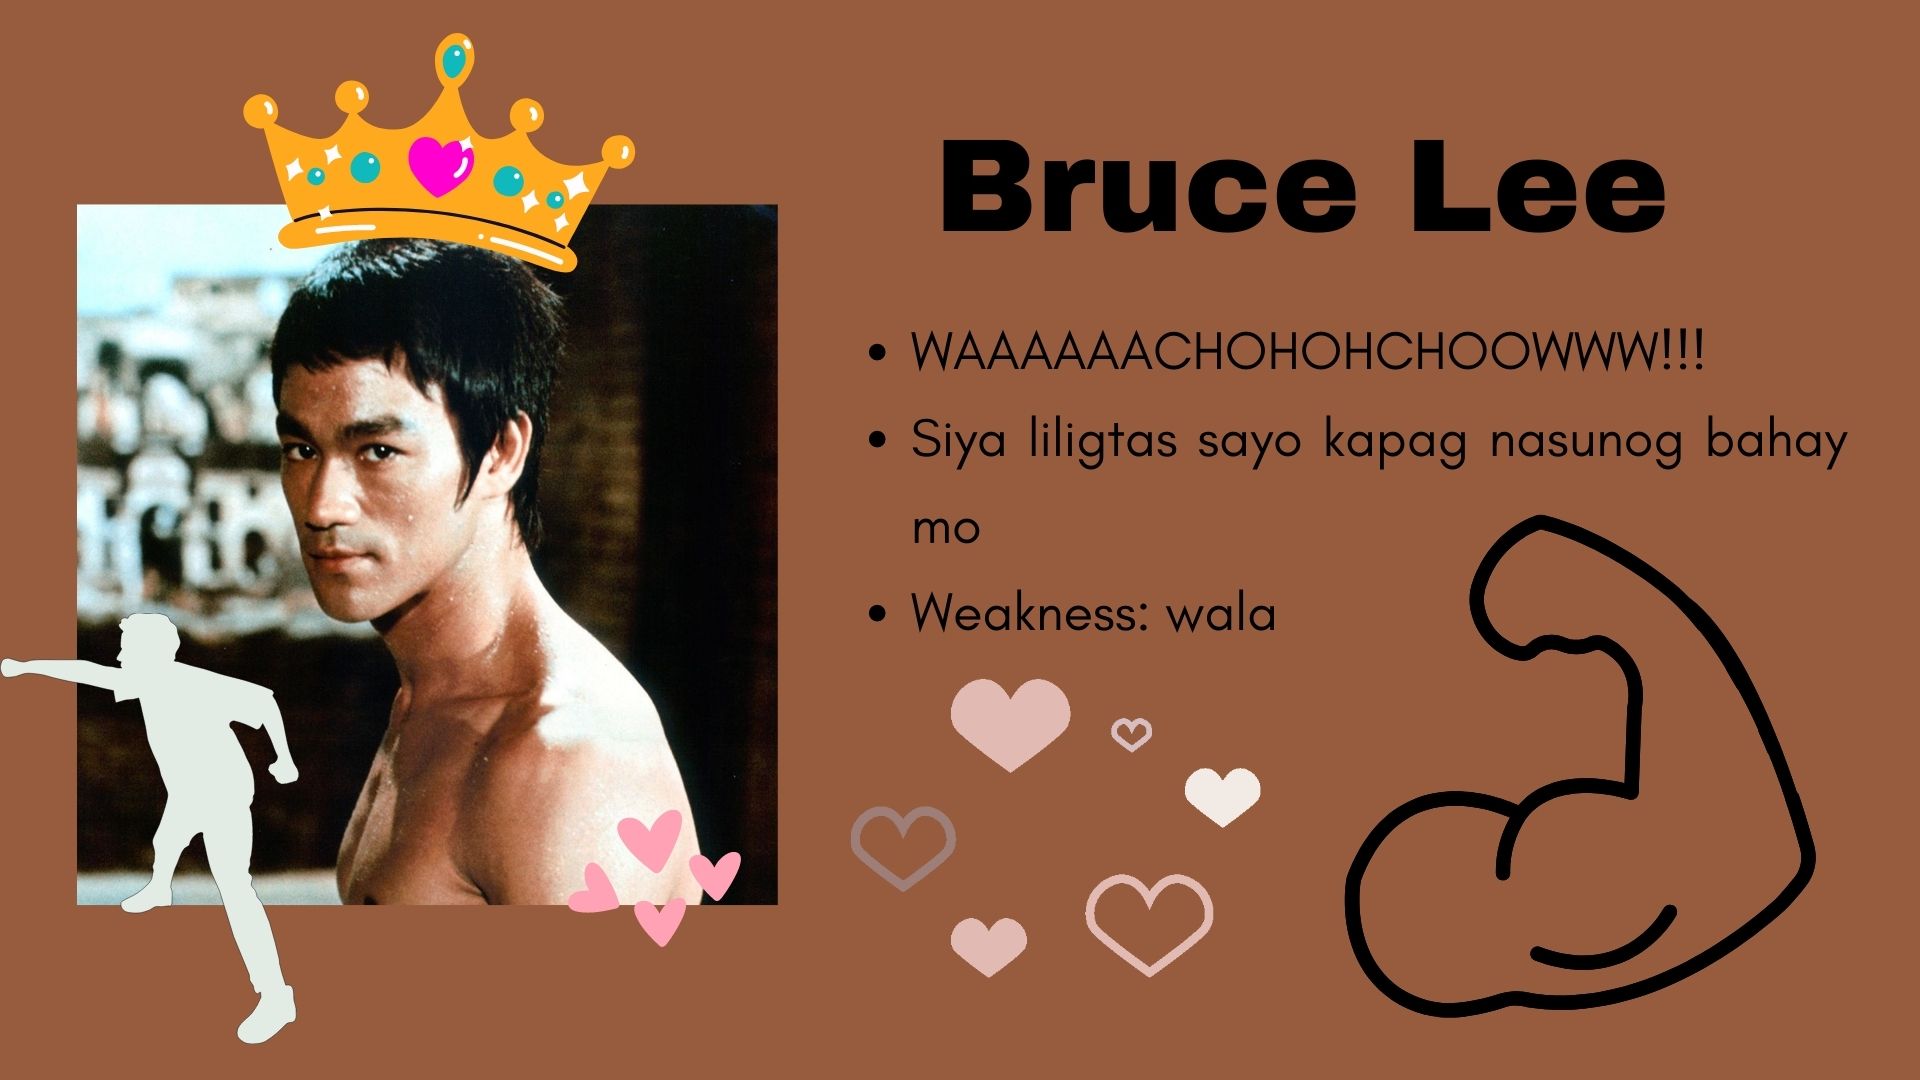 Bruce Lee
• WAAAAAACHOHOHCHOOWWW!!!
• Siya liligtas sayo kapag nasunog bahay
mo
• Weakness: wala